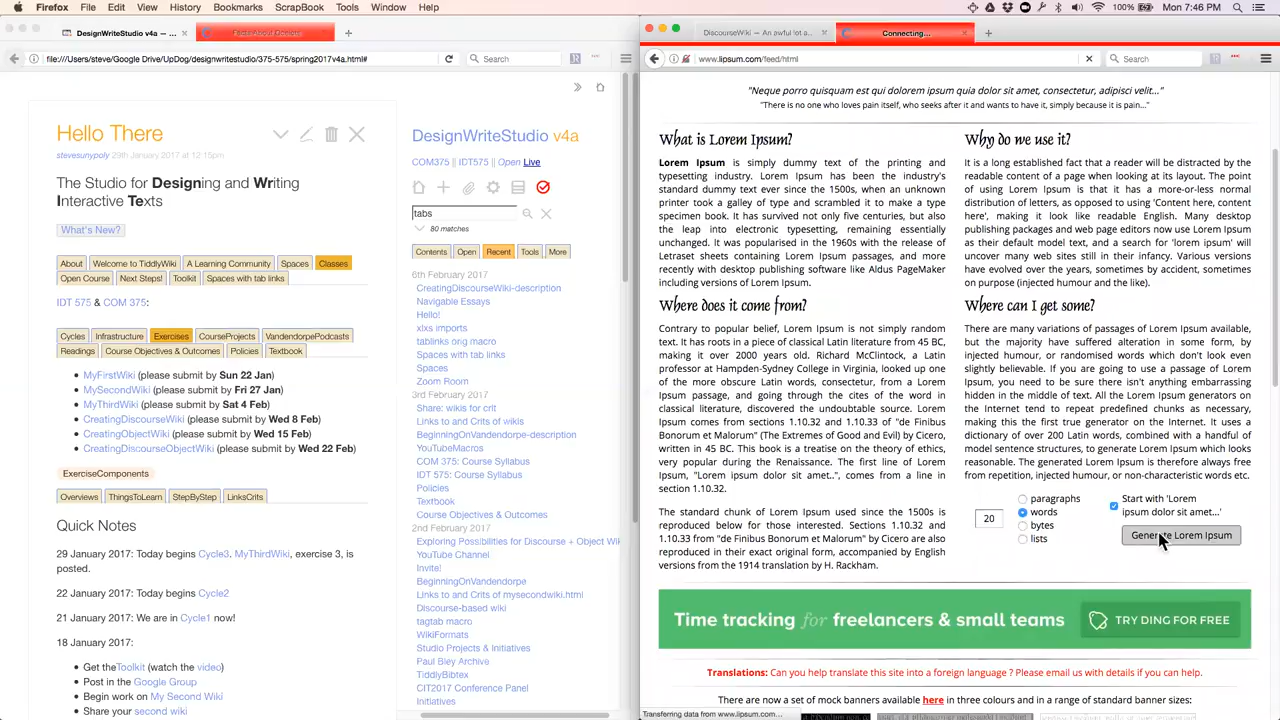 Firefox File Edit View History Bookmarks ScrapBook Tools Window Help
100% Mon 7:46 PM
DesignWriteStudio v4a — ...
Facts About Onions
file:///Users/steve/Google Drive/UpDog/designwritestudio/375-575/spring2017v4a.html#
Search
Hello There
stevesunypoly 29th January 2017 at 12:15pm
The Studio for Designing and Writing
Interactive Texts
What's New?
About Welcome to TiddlyWiki A Learning Community Spaces Classes
Open Course Next Steps! Toolkit Spaces with tab links
IDT 575 & COM 375:
Cycles Infrastructure Exercises CourseProjects VandendorpePodcasts
Readings Course Objectives & Outcomes Policies Textbook
MyFirstWiki (please submit by Sun 22 Jan)
MySecondWiki (please submit by Fri 27 Jan)
MyThirdWiki (please submit by Sat 4 Feb)
CreatingDiscourseWiki (please submit by Wed 8 Feb)
CreatingObjectWiki (please submit by Wed 15 Feb)
CreatingDiscourseObjectWiki (please submit by Wed 22 Feb)
ExerciseComponents
Overviews ThingsToLearn StepByStep LinksCrits
Quick Notes
29 January 2017: Today begins Cycle3. MyThirdWiki, exercise 3, is
posted.
22 January 2017: Today begins Cycle2
21 January 2017: We are in Cycle1 now!
18 January 2017:
Get theToolkit (watch the video)
Post in the Google Group
Begin work on My Second Wiki
Share your second wiki
DesignWriteStudio v4a
COM375 || IDT575 || Open Live
tabs
80 matches
Contents Open Recent Tools More
6th February 2017
CreatingDiscourseWiki-description
Navigable Essays
Hello!
xlxs imports
tablinks orig macro
Spaces with tab links
Spaces
Zoom Room
3rd February 2017
Share: wikis for crit
Links to and Crits of wikis
BeginningOnVandendorpe-description
YouTubeMacros
COM 375: Course Syllabus
IDT 575: Course Syllabus
Policies
Textbook
Course Objectives & Outcomes
2nd February 2017
Exploring Possibilities for Discourse + Object Wik
YouTube Channel
Invite!
BeginningOnVandendorpe
Links to and Crits of mysecondwiki.html
Discourse-based wiki
tagtab macro
WikiFormats
Studio Projects & Initiatives
Paul Bley Archive
TiddlyBibtex
CIT2017 Conference Panel
Initiatives
DiscourseWiki — An awful lot a...
Connecting...
www.lipsum.com/feed/html
Search
"Neque porro quisquam est qui dolorem ipsum quia dolor sit amet, consectetur, adipisci velit..."
"There is no one who loves pain itself, who seeks after it and wants to have it, simply because it is pain..."
What is Lorem Ipsum?
Lorem Ipsum is simply dummy text of the printing and
typesetting industry. Lorem Ipsum has been the industry's
standard dummy text ever since the 1500s, when an unknown
printer took a galley of type and scrambled it to make a type
specimen book. It has survived not only five centuries, but also
the leap into electronic typesetting, remaining essentially
unchanged. It was popularised in the 1960s with the release of
Letraset sheets containing Lorem Ipsum passages, and more
recently with desktop publishing software like Aldus PageMaker
including versions of Lorem Ipsum.
Why do we use it?
It is a long established fact that a reader will be distracted by the
readable content of a page when looking at its layout. The point
of using Lorem Ipsum is that it has a more-or-less normal
distribution of letters, as opposed to using 'Content here, content
here', making it look like readable English. Many desktop
publishing packages and web page editors now use Lorem Ipsum
as their default model text, and a search for 'lorem ipsum' will
uncover many web sites still in their infancy. Various versions
have evolved over the years, sometimes by accident, sometimes
on purpose (injected humour and the like).
Where does it come from?
Contrary to popular belief, Lorem Ipsum is not simply random
text. It has roots in a piece of classical Latin literature from 45 BC,
making it over 2000 years old. Richard McClintock, a Latin
professor at Hampden-Sydney College in Virginia, looked up one
of the more obscure Latin words, consectetur, from a Lorem
Ipsum passage, and going through the cites of the word in
classical literature, discovered the undoubtable source. Lorem
Ipsum comes from sections 1.10.32 and 1.10.33 of "de Finibus
Bonorum et Malorum" (The Extremes of Good and Evil) by Cicero,
written in 45 BC. This book is a treatise on the theory of ethics,
very popular during the Renaissance. The first line of Lorem
Ipsum, "Lorem ipsum dolor sit amet..", comes from a line in
section 1.10.32.
The standard chunk of Lorem Ipsum used since the 1500s is
reproduced below for those interested. Sections 1.10.32 and
1.10.33 from "de Finibus Bonorum et Malorum" by Cicero are also
reproduced in their exact original form, accompanied by English
versions from the 1914 translation by H. Rackham.
Where can I get some?
There are many variations of passages of Lorem Ipsum available,
but the majority have suffered alteration in some form, by
injected humour, or randomised words which don't look even
slightly believable. If you are going to use a passage of Lorem
Ipsum, you need to be sure there isn't anything embarrassing
hidden in the middle of text. All the Lorem Ipsum generators on
the Internet tend to repeat predefined chunks as necessary,
making this the first true generator on the Internet. It uses a
dictionary of over 200 Latin words, combined with a handful of
model sentence structures, to generate Lorem Ipsum which looks
reasonable. The generated Lorem Ipsum is therefore always free
from repetition, injected humour, or non-characteristic words etc.
20
paragraphs
words
bytes
lists
Start with 'Lorem
ipsum dolor sit amet...'
Generate Lorem Ipsum
Time tracking for freelancers & small teams TRY DING FOR FREE
Translations: Can you help translate this site into a foreign language ? Please email us with details if you can help.
There are now a set of mock banners available here in three colours and in a range of standard banner sizes:
Transferring data from www.lipsum.com...